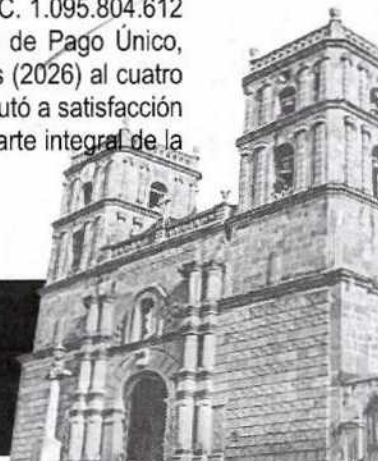 C. 1.095.804.612
de Pago Único,
s (2026) al cuatro
utó a satisfacción
arte integral de la